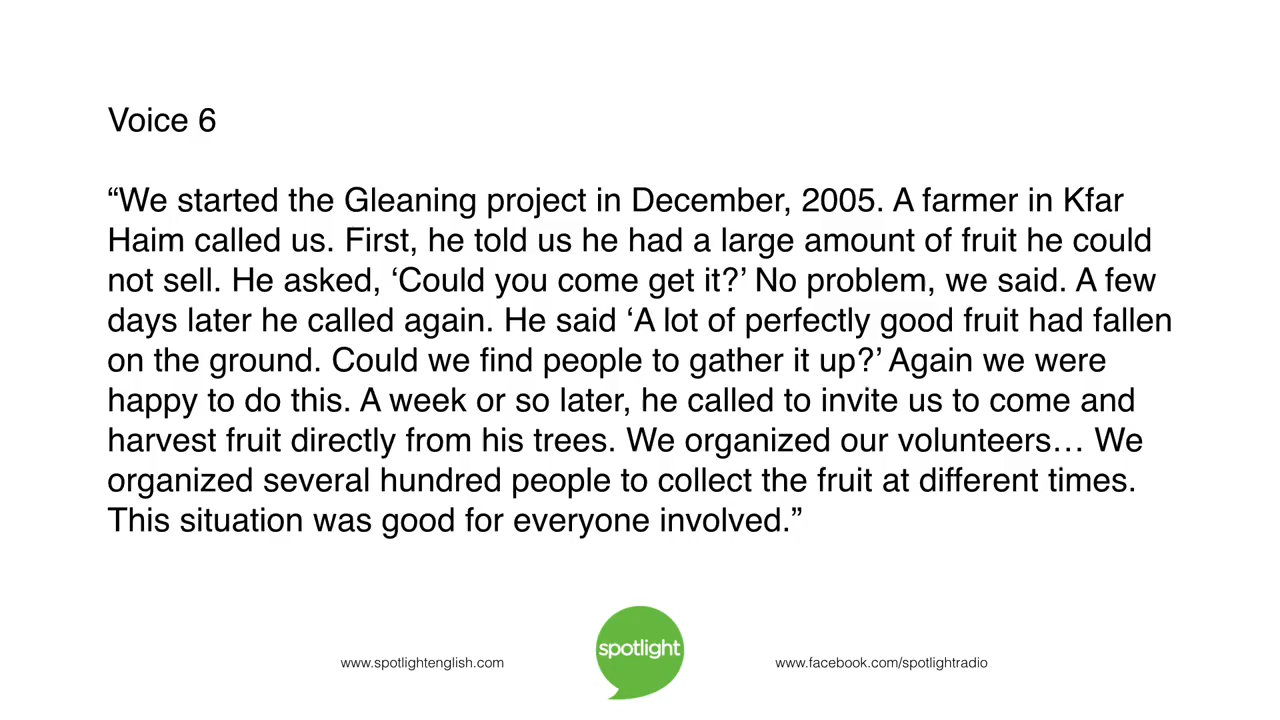 Voice 6
“We started the Gleaning project in December, 2005. A farmer in Kfar
Haim called us. First, he told us he had a large amount of fruit he could
not sell. He asked, ‘Could you come get it?’ No problem, we said. A few
days later he called again. He said ‘A lot of perfectly good fruit had fallen
on the ground. Could we find people to gather it up?’ Again we were
happy to do this. A week or so later, he called to invite us to come and
harvest fruit directly from his trees. We organized our volunteers… We
organized several hundred people to collect the fruit at different times.
This situation was good for everyone involved.”
www.spotlightenglish.com
spotlight
www.facebook.com/spotlightradio